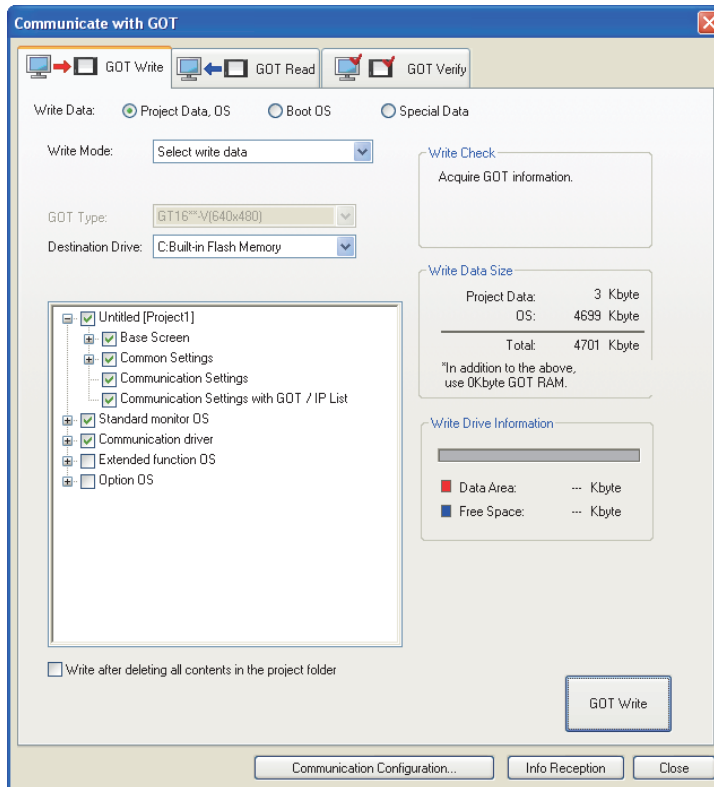 Communicate with GOT
GOT Write
GOT Read
GOT Verify
Write Data:
Project Data, OS
Boot OS
Special Data
Write Mode:
Select write data
GOT Type:
GT16**-V(640x480)
Destination Drive:
C:Built-in Flash Memory
Untitled [Project1]
Base Screen
Common Settings
Communication Settings
Communication Settings with GOT / IP List
Standard monitor OS
Communication driver
Extended function OS
Option OS
Write after deleting all contents in the project folder
Write Check
Acquire GOT information.
Write Data Size
Project Data: 3 Kbyte
OS: 4699 Kbyte
Total: 4701 Kbyte
*In addition to the above,
use 0Kbyte GOT RAM.
Write Drive Information
Data Area: --- Kbyte
Free Space: --- Kbyte
GOT Write
Communication Configuration...
Info Reception
Close